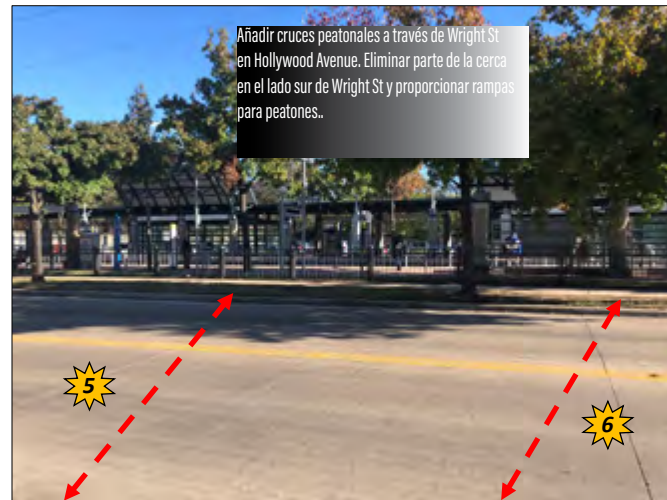 Añadir cruces peatonales a través de Wright St
en Hollywood Avenue. Eliminar parte de la cerca
en el lado sur de Wright St y proporcionar rampas
para peatones..
5
6